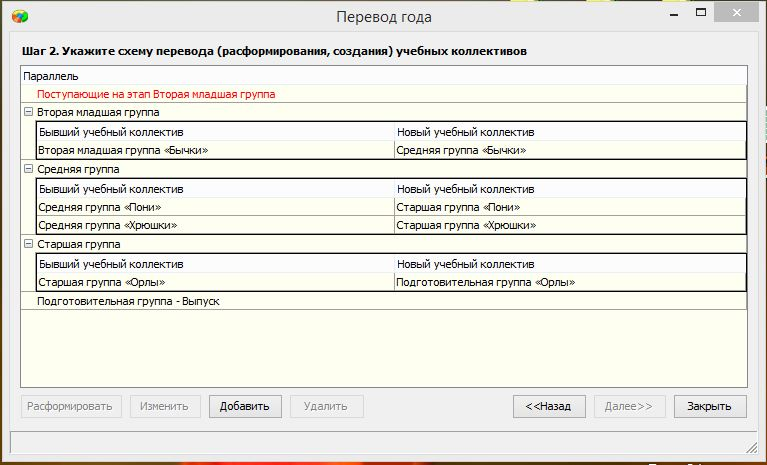 Перевод года
Шаг 2. Укажите схему перевода (расформирования, создания) учебных коллективов
Параллель
Поступающие на этап Вторая младшая группа
Вторая младшая группа
Бывший учебный коллектив Новый учебный коллектив
Вторая младшая группа «Бычки» Средняя группа «Бычки»
Средняя группа
Бывший учебный коллектив Новый учебный коллектив
Средняя группа «Пони» Старшая группа «Пони»
Средняя группа «Хрюшки» Старшая группа «Хрюшки»
Старшая группа
Бывший учебный коллектив Новый учебный коллектив
Старшая группа «Орлы» Подготовительная группа «Орлы»
Подготовительная группа - Выпуск
Расформировать Изменить Добавить Удалить <<Назад Далее>> Закрыть